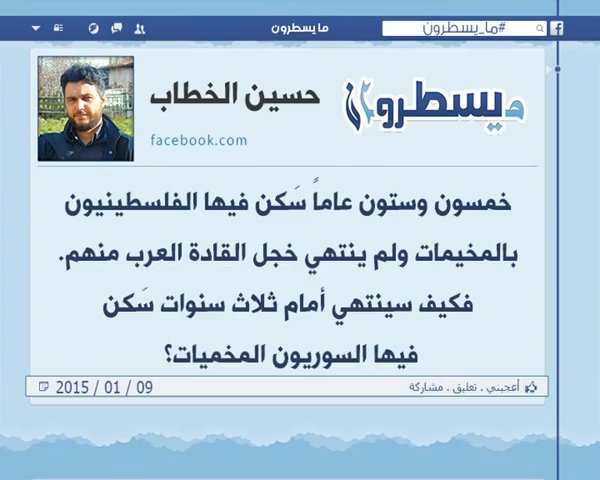 ما يسطرون
#ما_يسطرون
ما يسطرون
حسين الخطاب
facebook.com
خمسون وستون عاماً سَكن فيها الفلسطينيون
بالمخيمات ولم ينتهي خجل القادة العرب منهم.
فكيف سينتهي أمام ثلاث سنوات سَكن
فيها السوريون المخميات؟
أعجبني . تعليق . مشاركة
2015 / 01 / 09